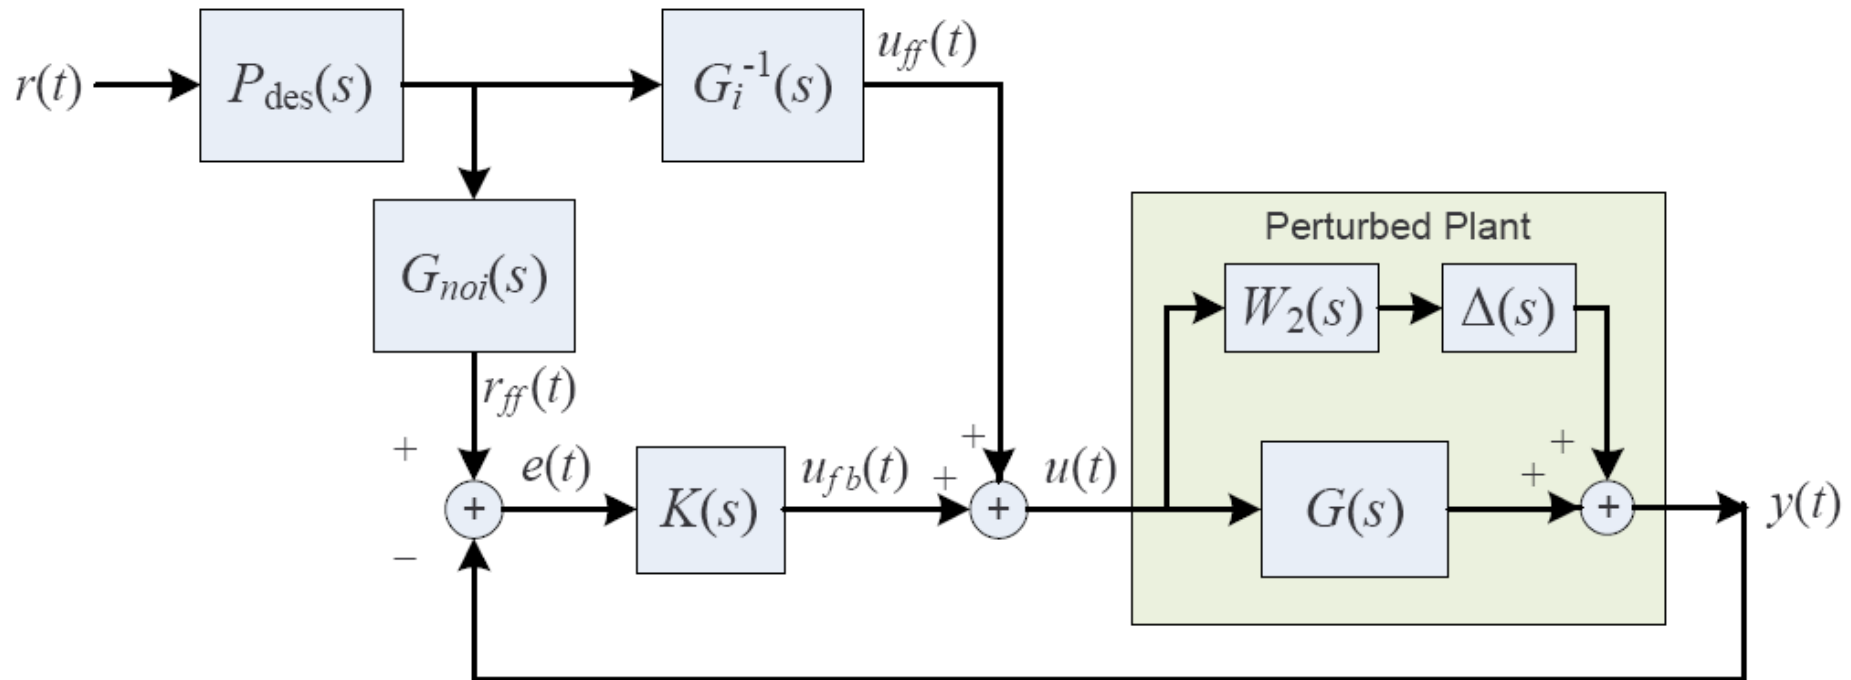 r(t)
P_des(s)
G_i^-1(s)
u_ff(t)
G_noi(s)
r_ff(t)
Perturbed Plant
W_2(s)
Δ(s)
+
+
+
+
+
e(t)
u_fb(t)
+
u(t)
+
K(s)
+
G(s)
+
y(t)
−